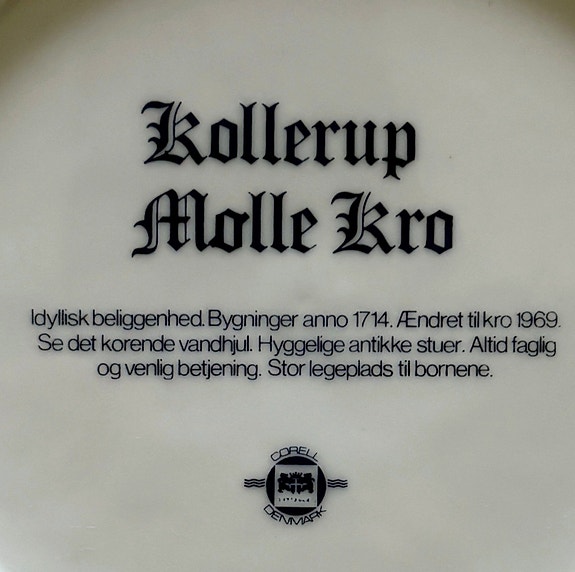 Kollerup
Molle Kro
Idyllisk beliggenhed. Bygninger anno 1714. Ændret til kro 1969.
Se det korende vandhjul. Hyggelige antikke stuer. Altid faglig
og venlig betjening. Stor legeplads til bornene.
CORELL
DENMARK